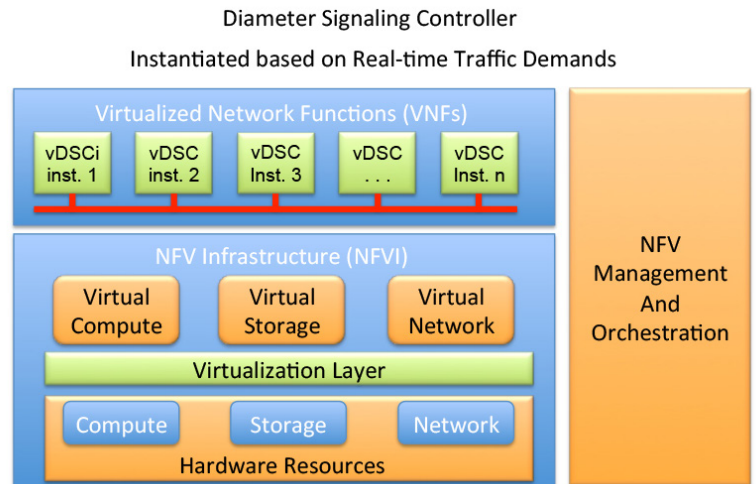 Diameter Signaling Controller
Instantiated based on Real-time Traffic Demands
Virtualized Network Functions (VNFs)
vDSCi
inst. 1
vDSC
inst. 2
vDSC
Inst. 3
vDSC
. . .
vDSC
Inst. n
NFV Infrastructure (NFVI)
Virtual
Compute
Virtual
Storage
Virtual
Network
Virtualization Layer
Compute
Storage
Network
Hardware Resources
NFV
Management
And
Orchestration